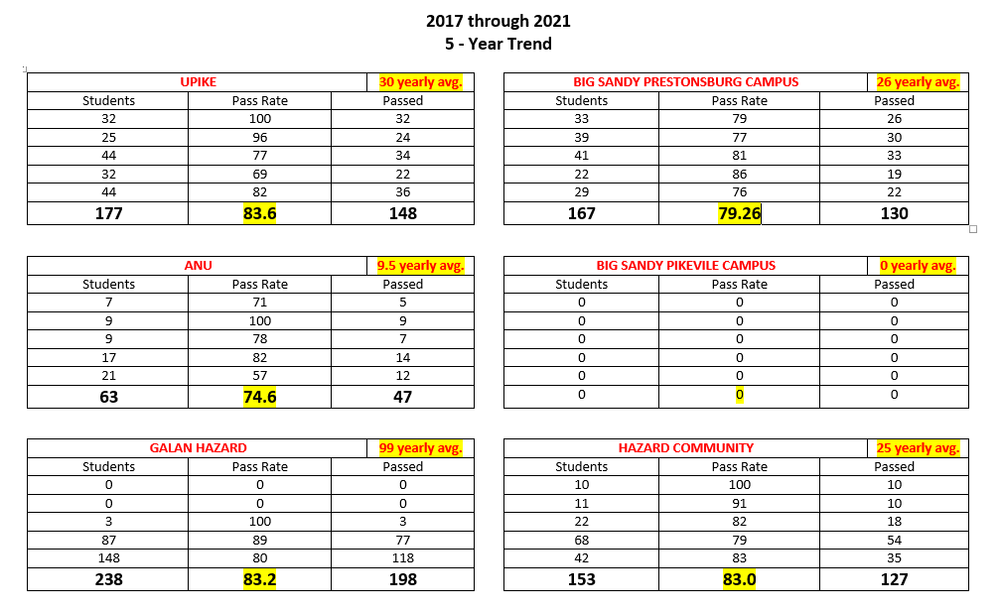 2017 through 2021
5 - Year Trend
UPIKE 30 yearly avg.
Students Pass Rate Passed
32 100 32
25 96 24
44 77 34
32 69 22
44 82 36
177 83.6 148
BIG SANDY PRESTONSBURG CAMPUS 26 yearly avg.
Students Pass Rate Passed
33 79 26
39 77 30
41 81 33
22 86 19
29 76 22
167 79.26 130
ANU 9.5 yearly avg.
Students Pass Rate Passed
7 71 5
9 100 9
9 78 7
17 82 14
21 57 12
63 74.6 47
BIG SANDY PIKEVILE CAMPUS 0 yearly avg.
Students Pass Rate Passed
0 0 0
0 0 0
0 0 0
0 0 0
0 0 0
0 0 0
GALAN HAZARD 99 yearly avg.
Students Pass Rate Passed
0 0 0
0 0 0
3 100 3
87 89 77
148 80 118
238 83.2 198
HAZARD COMMUNITY 25 yearly avg.
Students Pass Rate Passed
10 100 10
11 91 10
22 82 18
68 79 54
42 83 35
153 83.0 127